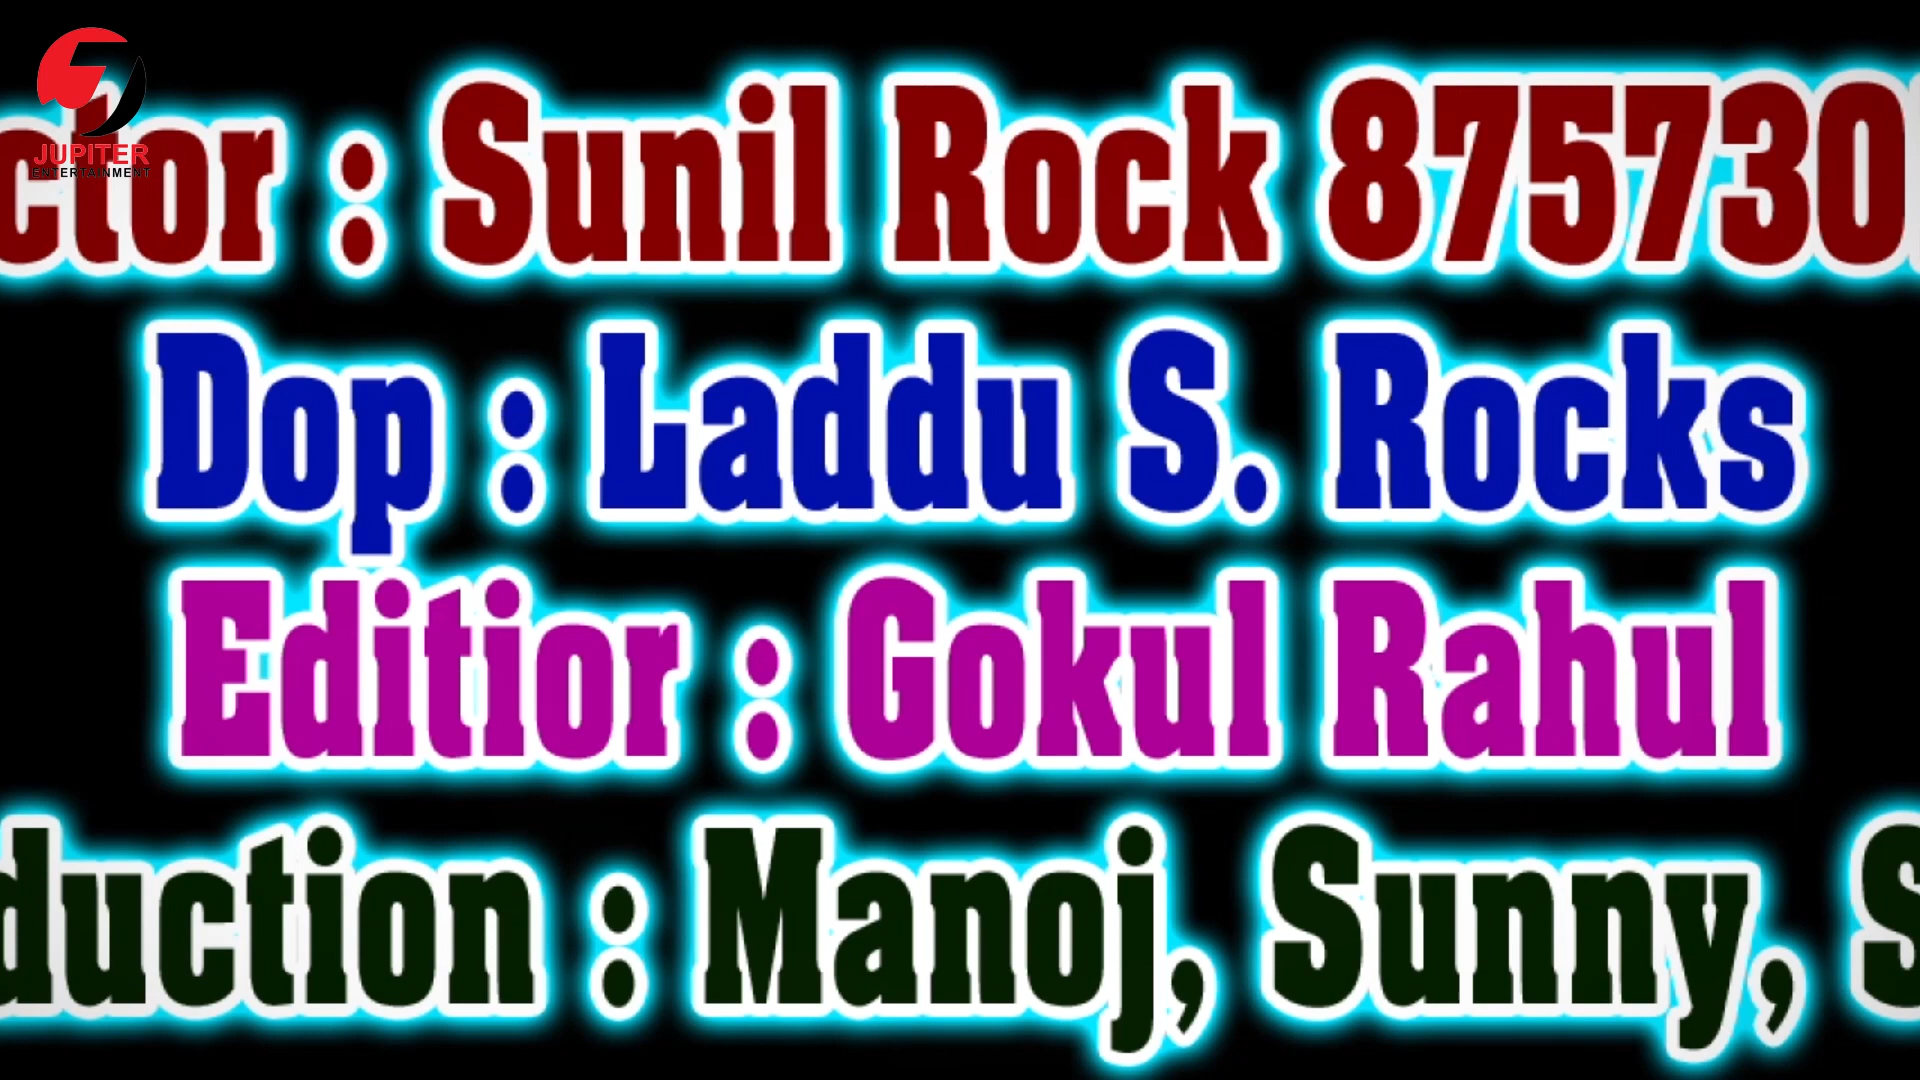 JUPITER
ENTERTAINMENT
ctor : Sunil Rock 875730
Dop : Laddu S. Rocks
Editior : Gokul Rahul
duction : Manoj, Sunny, S